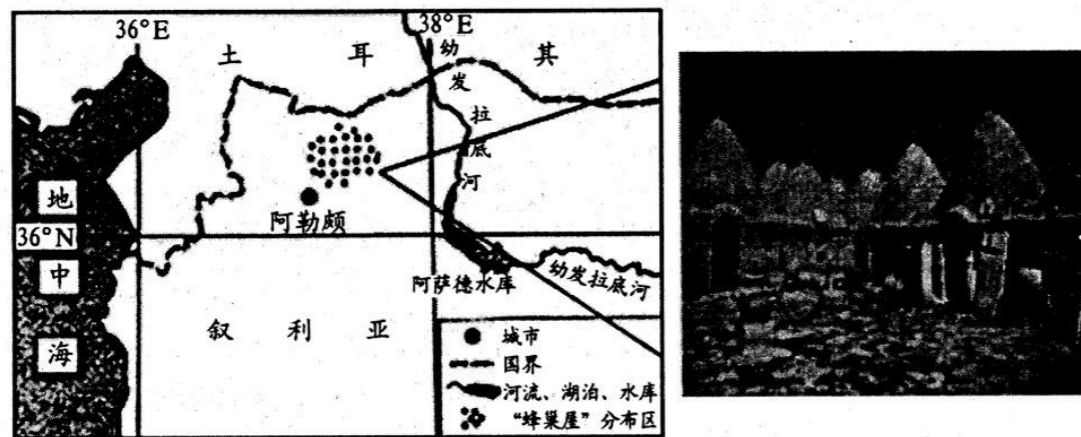 36°E
38°E
土 耳 其
幼发拉底河
地中海
36°N
阿勒颇
阿萨德水库
幼发拉底河
叙 利 亚
城市
国界
河流、湖泊、水库
“蜂巢屋”分布区